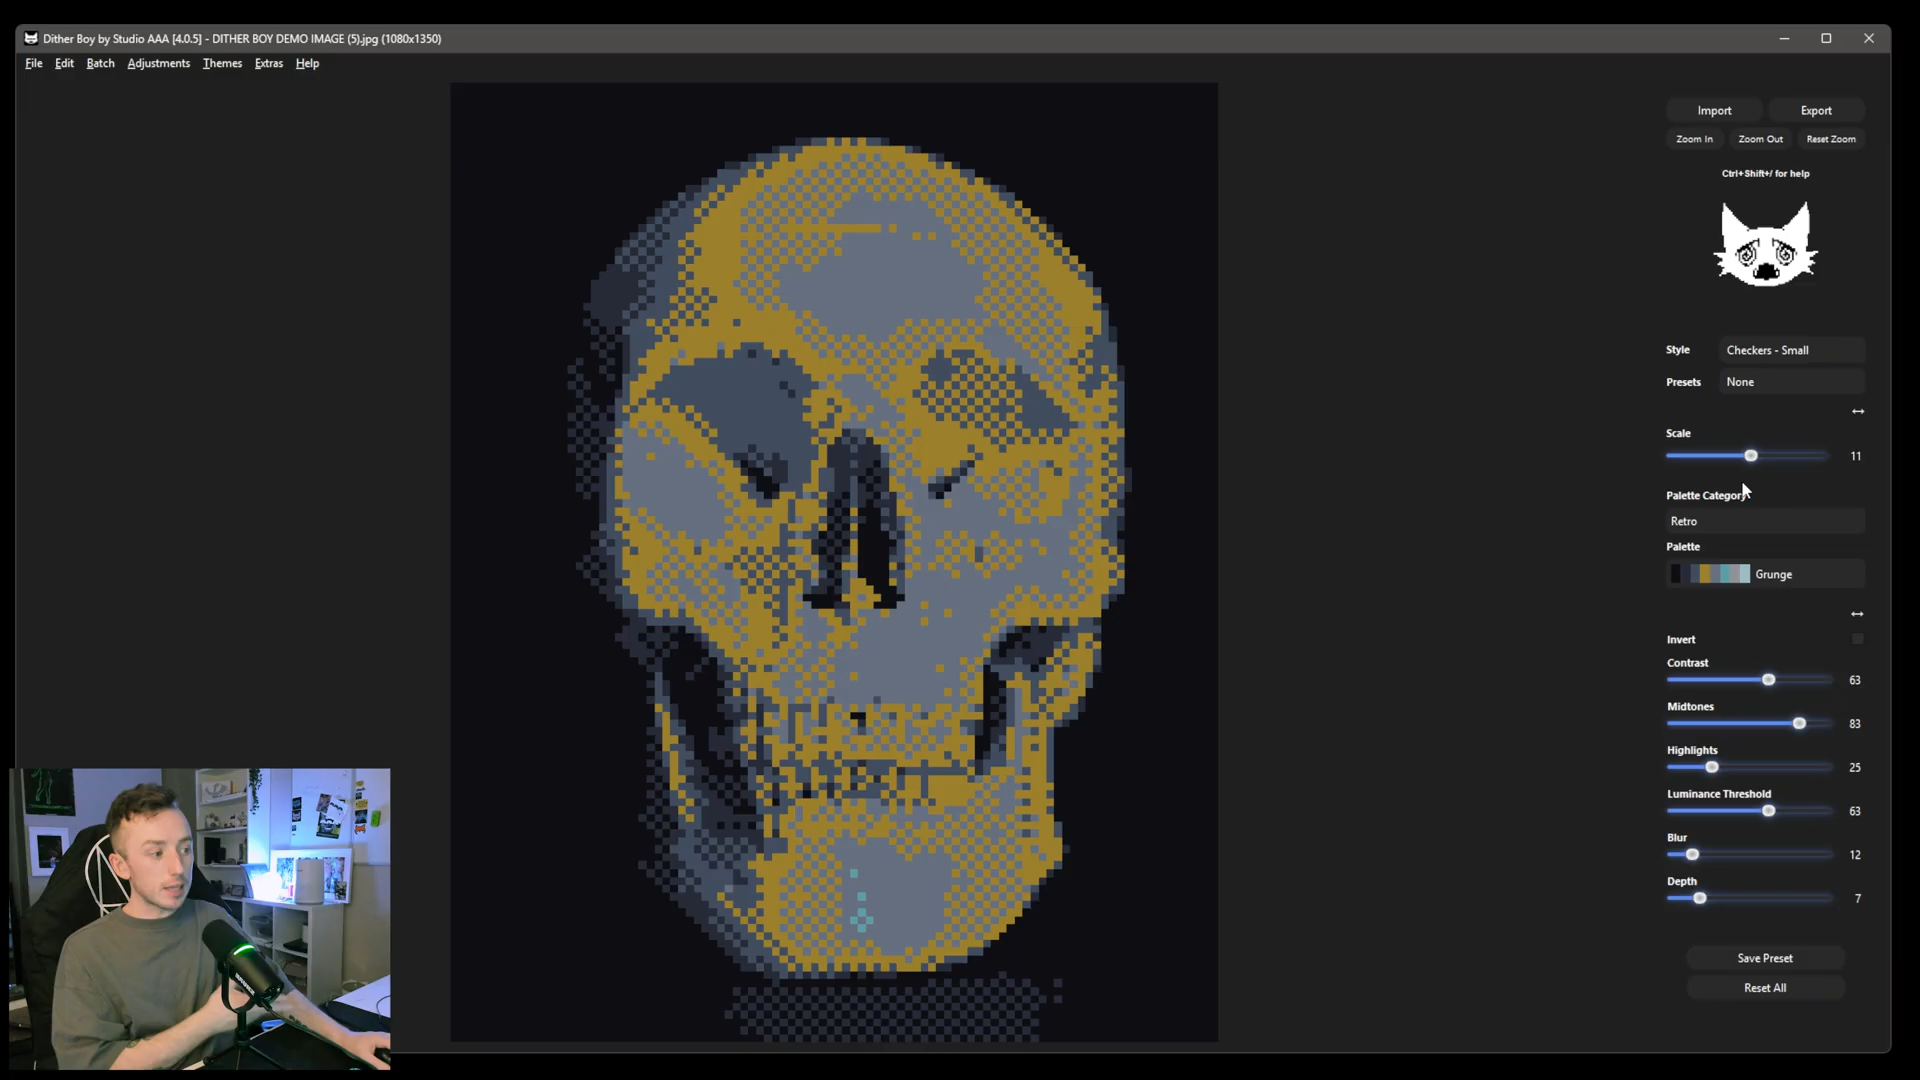 Dither Boy by Studio AAA [4.0.5] - DITHER BOY DEMO IMAGE (5).jpg (1080x1350)
File Edit Batch Adjustments Themes Extras Help
Import Export
Zoom In Zoom Out Reset Zoom
Ctrl+Shift+/ for help
Style Checkers - Small
Presets None
Scale
11
Palette Category
Retro
Palette
Grunge
Invert
Contrast
63
Midtones
83
Highlights
25
Luminance Threshold
63
Blur
12
Depth
7
Save Preset
Reset All